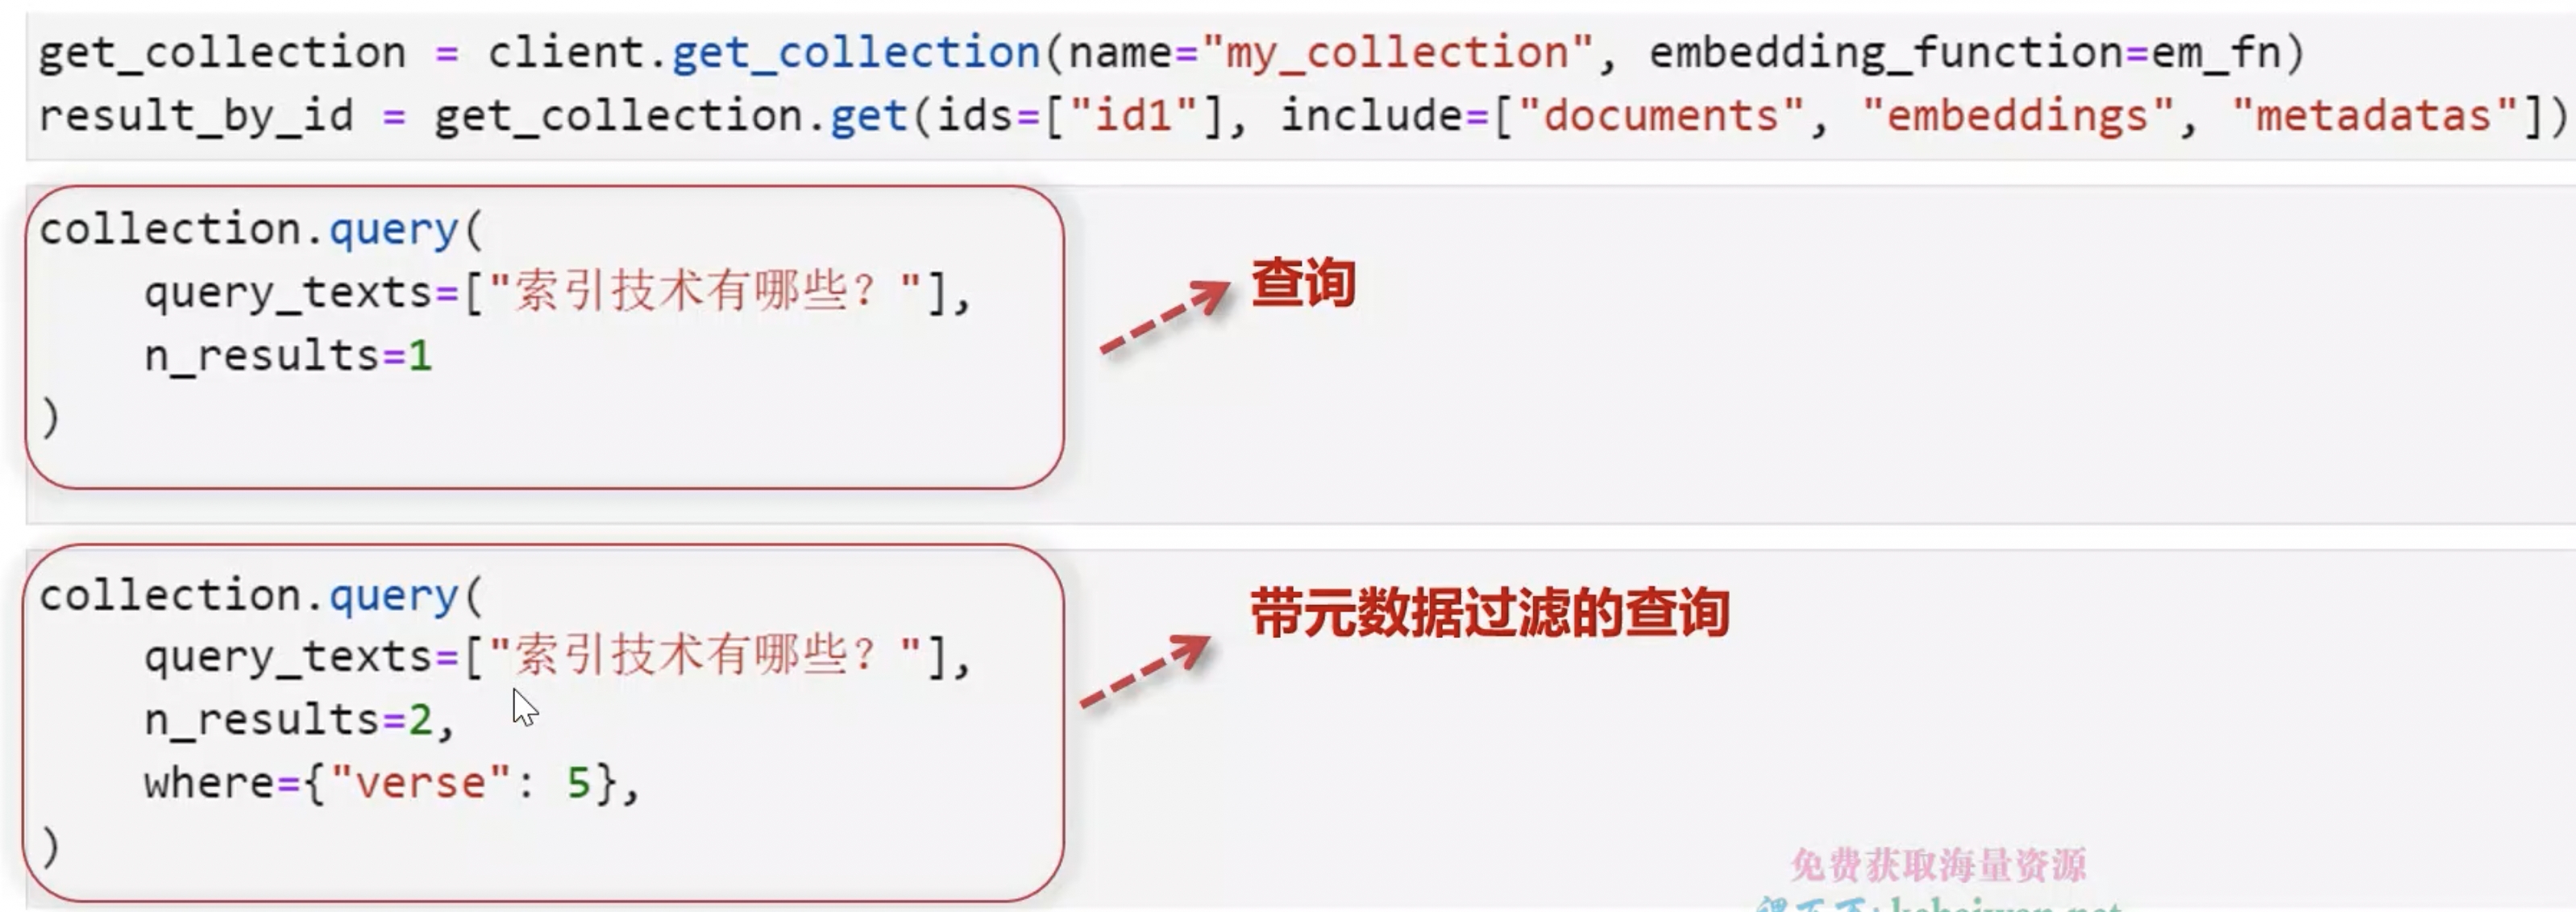 get_collection = client.get_collection(name="my_collection", embedding_function=em_fn)
result_by_id = get_collection.get(ids=["id1"], include=["documents", "embeddings", "metadatas"])
collection.query(
    query_texts=["索引技术有哪些？"],
    n_results=1
)
查询
collection.query(
    query_texts=["索引技术有哪些？"],
    n_results=2,
    where={"verse": 5},
)
带元数据过滤的查询
免费获取海量资源